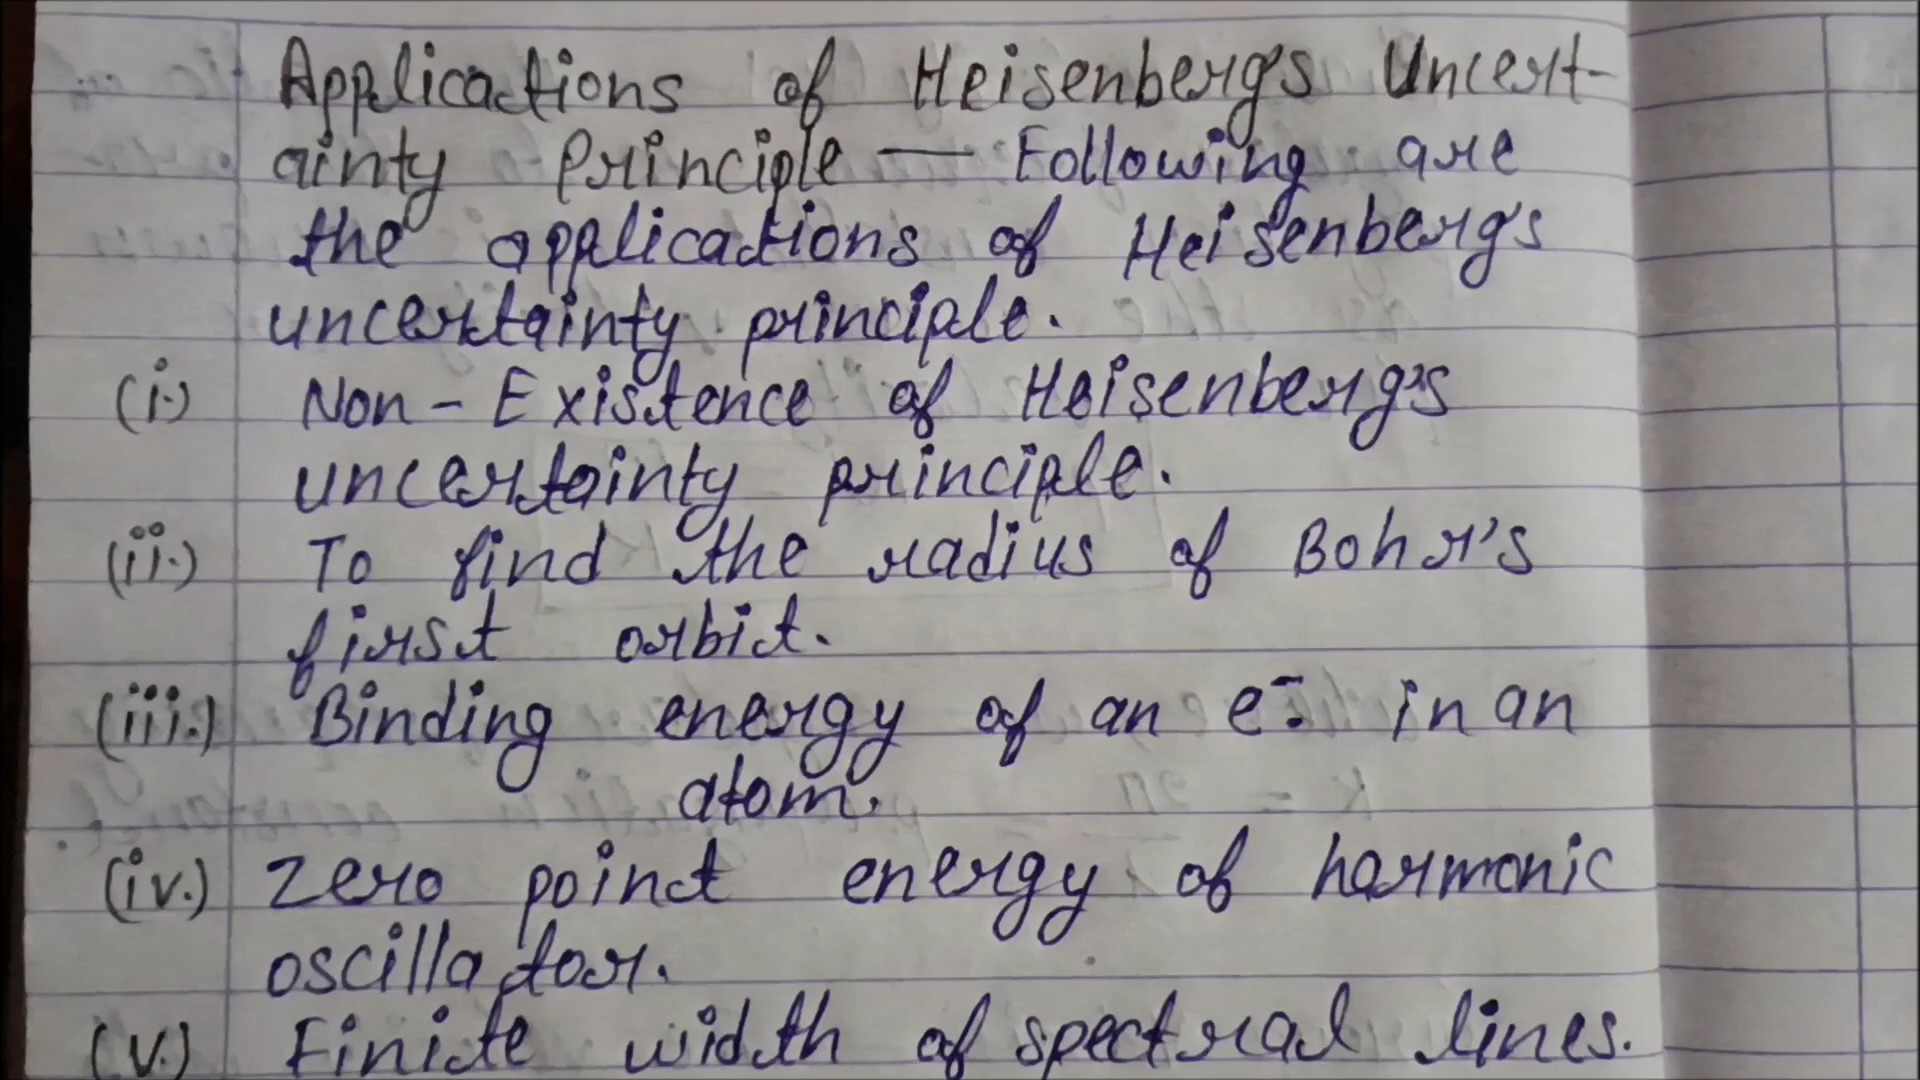 Applications of Heisenberg's Uncert-
ainty Principle — Following are
the applications of Heisenberg's
uncertainty principle.
(i.) Non-Existence of Heisenberg's
uncertainty principle.
(ii.) To find the radius of Bohr's
first orbit.
(iii.) Binding energy of an e⁻ in an
atom.
(iv.) Zero point energy of harmonic
oscillator.
(v.) Finite width of spectral lines.